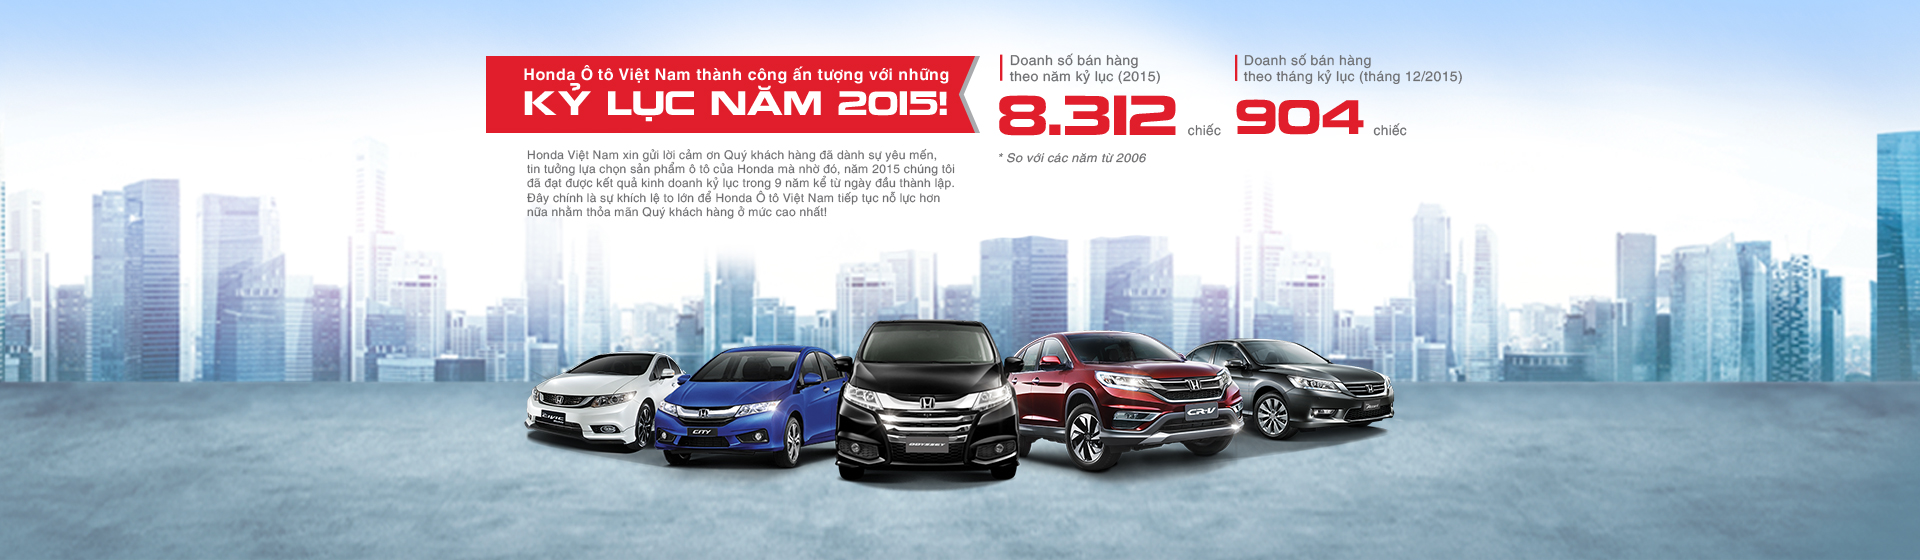 Honda Ô tô Việt Nam thành công ấn tượng với những
KỶ LỤC NĂM 2015!
Honda Việt Nam xin gửi lời cảm ơn Quý khách hàng đã dành sự yêu mến,
tin tưởng lựa chọn sản phẩm ô tô của Honda mà nhờ đó, năm 2015 chúng tôi
đã đạt được kết quả kinh doanh kỷ lục trong 9 năm kể từ ngày đầu thành lập.
Đây chính là sự khích lệ to lớn để Honda Ô tô Việt Nam tiếp tục nỗ lực hơn
nữa nhằm thỏa mãn Quý khách hàng ở mức cao nhất!
Doanh số bán hàng
theo năm kỷ lục (2015)
8.312 chiếc
* So với các năm từ 2006
Doanh số bán hàng
theo tháng kỷ lục (tháng 12/2015)
904 chiếc
CIVIC
CITY
ODYSSEY
CR-V
Accord